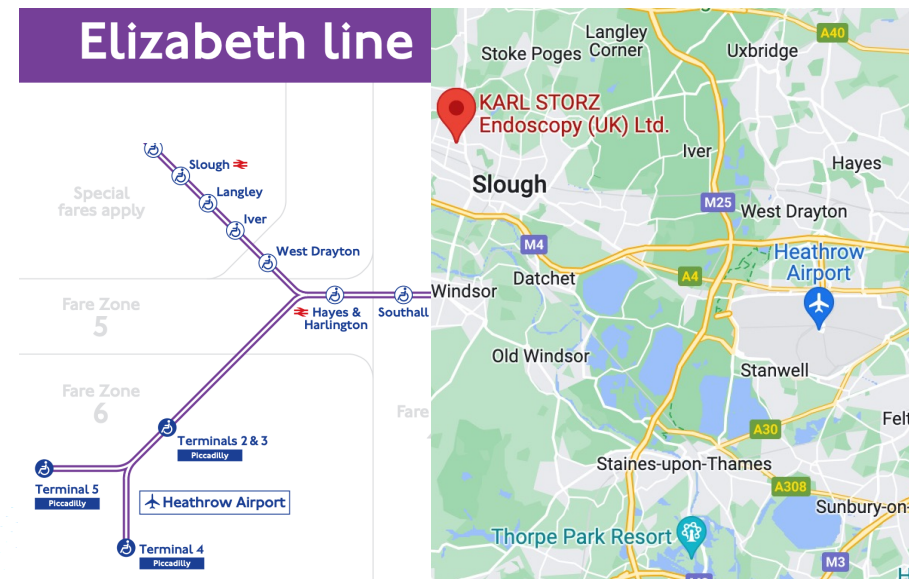 Elizabeth line
Slough
Langley
Iver
West Drayton
Special
fares apply
Fare Zone
5
Hayes &
Harlington
Southall
Fare Zone
6
Fare
Terminals 2 & 3
Piccadilly
Terminal 5
Piccadilly
Heathrow Airport
Terminal 4
Piccadilly
Langley
Corner
Stoke Poges
Uxbridge
A40
KARL STORZ
Endoscopy (UK) Ltd.
Iver
Hayes
Slough
M25
West Drayton
M4
Heathrow
Airport
A4
Datchet
Windsor
Old Windsor
Stanwell
Felt
A30
Staines-upon-Thames
A308
Sunbury-on-
Thorpe Park Resort
M3